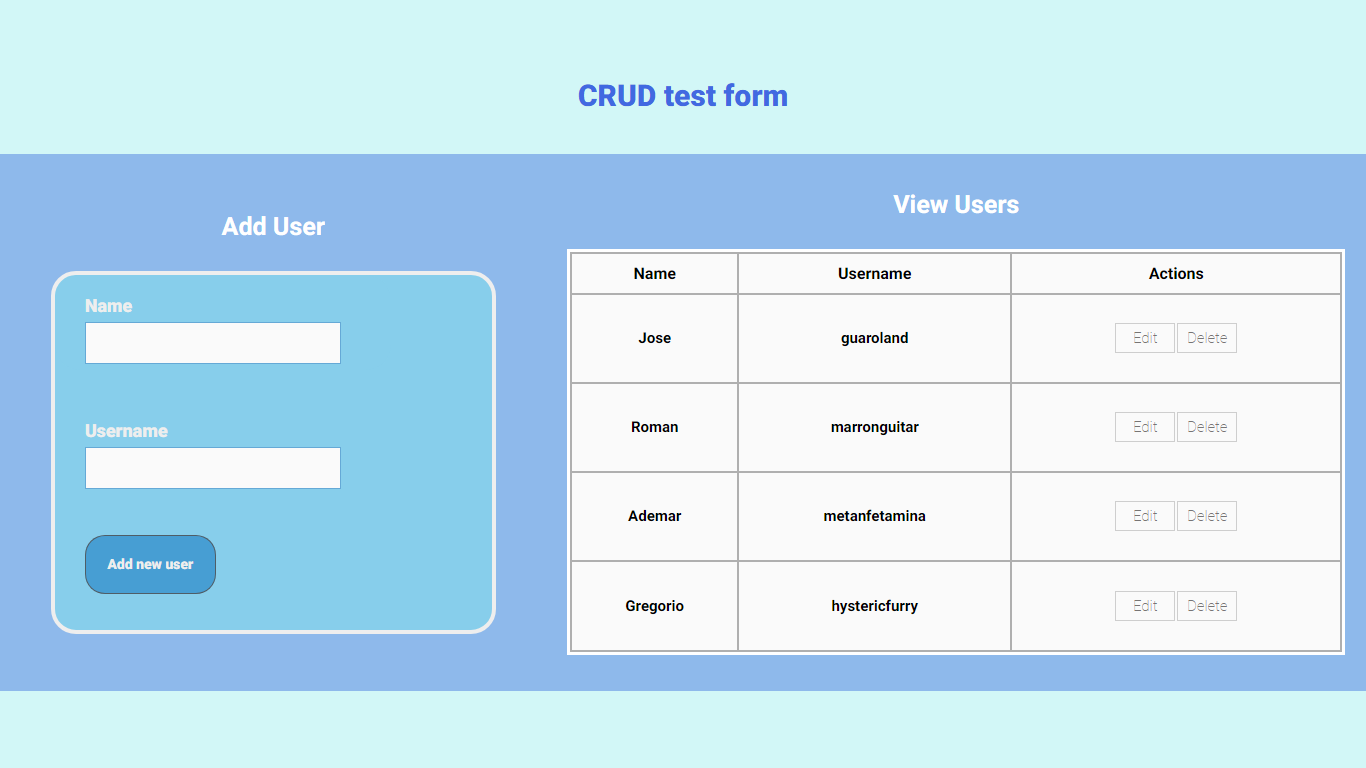 CRUD test form
Add User
Name
Username
Add new user
View Users
Name Username Actions
Jose guaroland Edit Delete
Roman marronguitar Edit Delete
Ademar metanfetamina Edit Delete
Gregorio hystericfurry Edit Delete